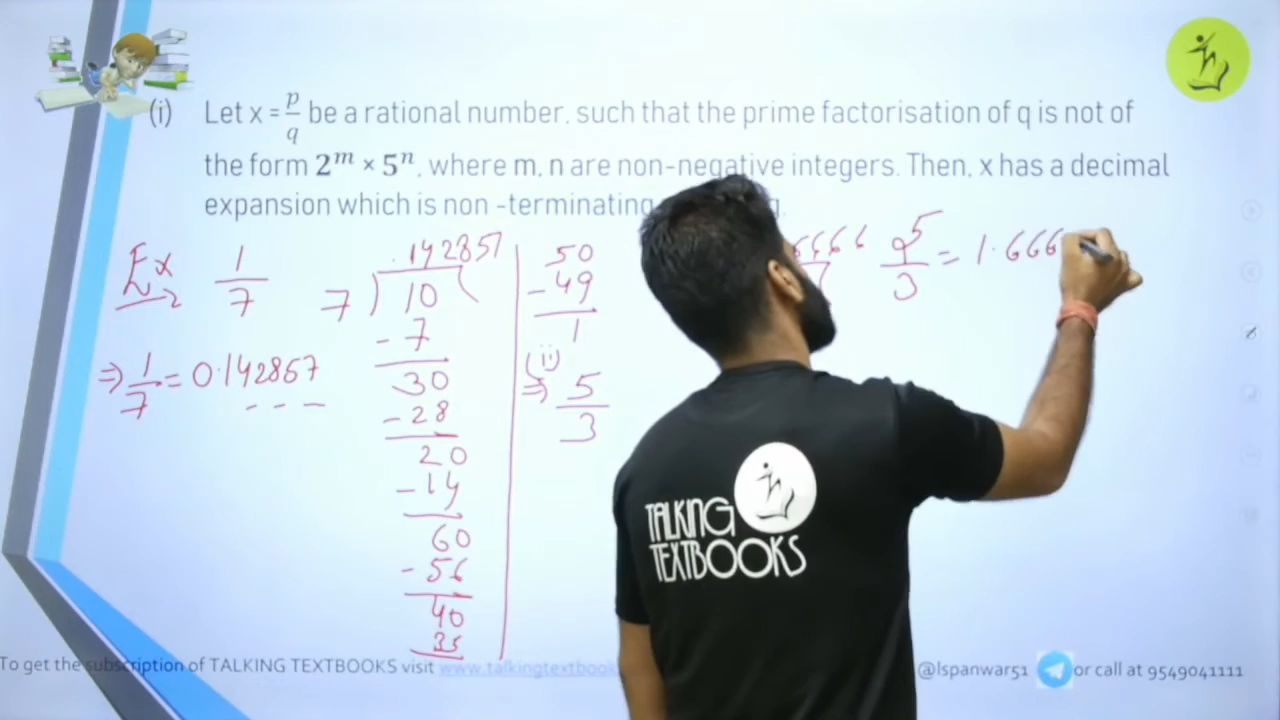 (i) Let x = p/q be a rational number, such that the prime factorisation of q is not of
the form 2^m × 5^n, where m, n are non-negative integers. Then, x has a decimal
expansion which is non -terminating
Ex 1/7
.142857
7 ) 10
- 7
30
- 28
20
- 14
60
- 56
40
35
⇒ 1/7 = 0.142857
- - -
50
- 49
1
(ii)
⇒ 5/3
6666
5/3 = 1.666
TALKING
TEXTBOOKS
To get the subscription of TALKING TEXTBOOKS visit www.talkingtextbook
@lspanwar51 or call at 9549041111